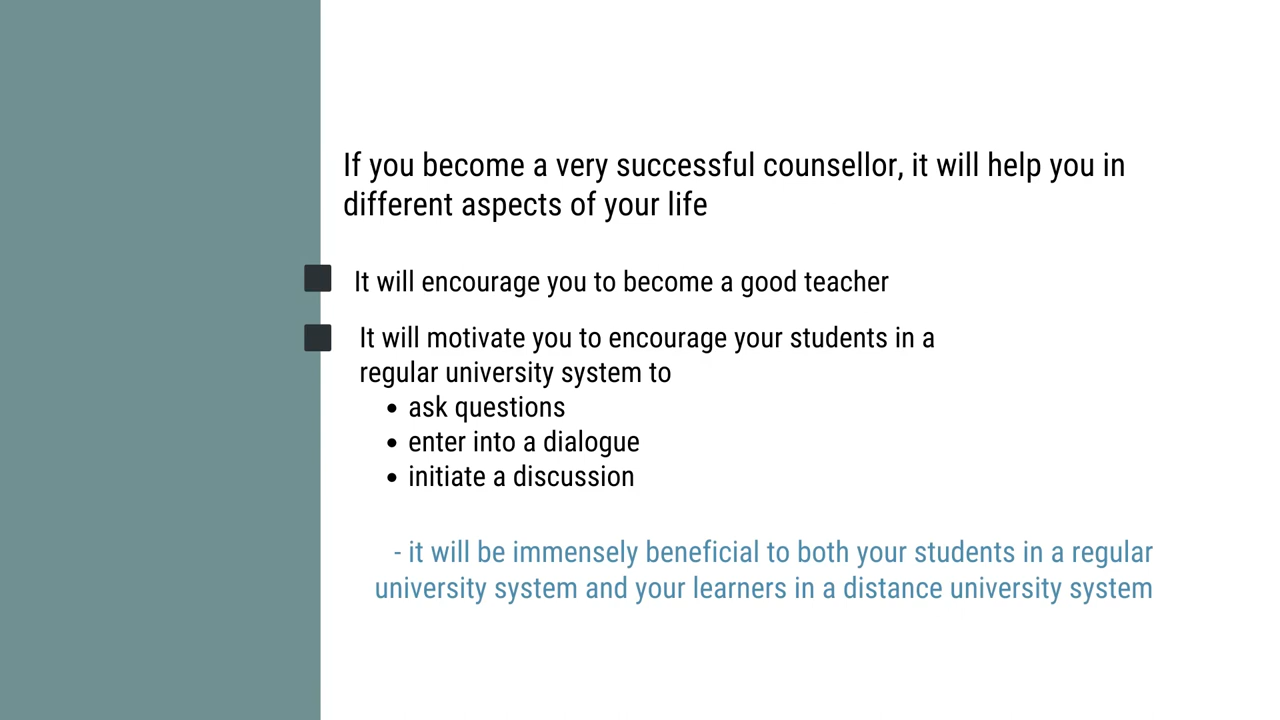 If you become a very successful counsellor, it will help you in
different aspects of your life
It will encourage you to become a good teacher
It will motivate you to encourage your students in a
regular university system to
• ask questions
• enter into a dialogue
• initiate a discussion
- it will be immensely beneficial to both your students in a regular
university system and your learners in a distance university system